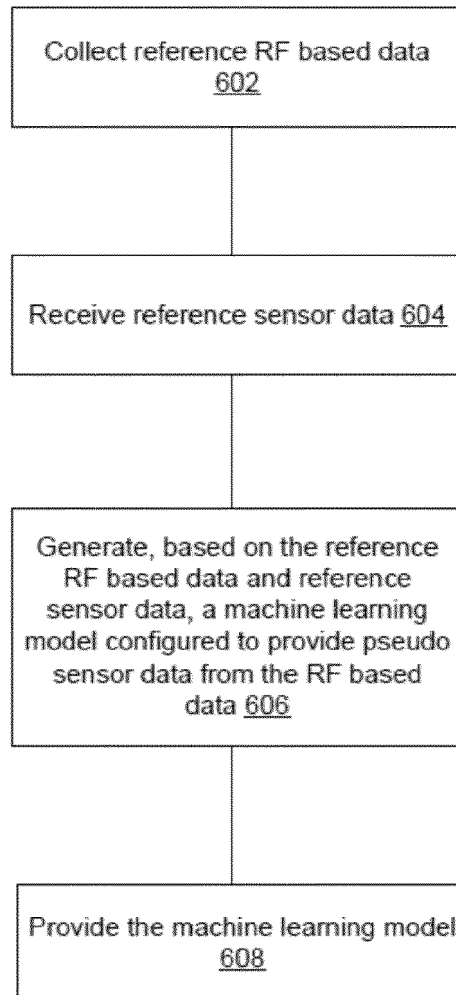 Collect reference RF based data
602
Receive reference sensor data 604
Generate, based on the reference
RF based data and reference
sensor data, a machine learning
model configured to provide pseudo
sensor data from the RF based
data 606
Provide the machine learning model
608